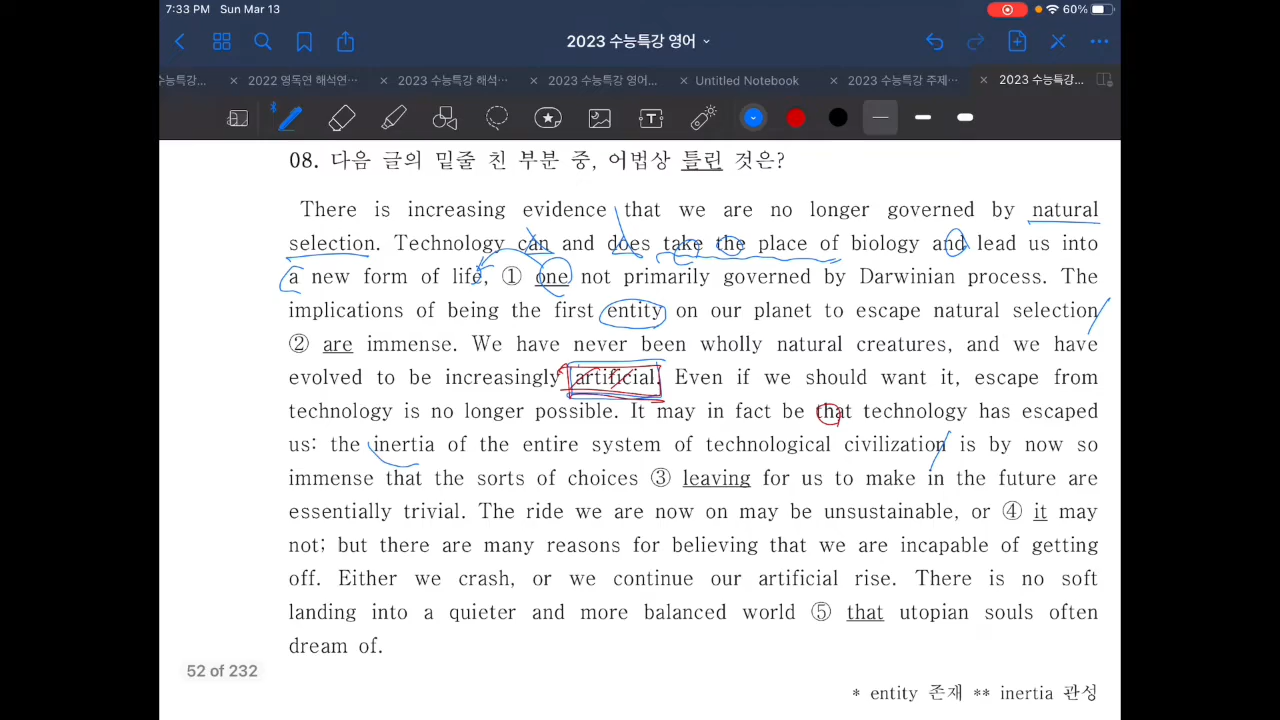 7:33 PM Sun Mar 13
60%
2023 수능특강 영어
수능특강...
2022 영독연 해석연...
2023 수능특강 해석...
2023 수능특강 영어...
Untitled Notebook
2023 수능특강 주제...
2023 수능특강...
08. 다음 글의 밑줄 친 부분 중, 어법상 틀린 것은?
There is increasing evidence that we are no longer governed by natural
selection. Technology can and does take the place of biology and lead us into
a new form of life, ① one not primarily governed by Darwinian process. The
implications of being the first entity on our planet to escape natural selection
② are immense. We have never been wholly natural creatures, and we have
evolved to be increasingly artificial. Even if we should want it, escape from
technology is no longer possible. It may in fact be that technology has escaped
us: the inertia of the entire system of technological civilization is by now so
immense that the sorts of choices ③ leaving for us to make in the future are
essentially trivial. The ride we are now on may be unsustainable, or ④ it may
not; but there are many reasons for believing that we are incapable of getting
off. Either we crash, or we continue our artificial rise. There is no soft
landing into a quieter and more balanced world ⑤ that utopian souls often
dream of.
52 of 232
* entity 존재 ** inertia 관성